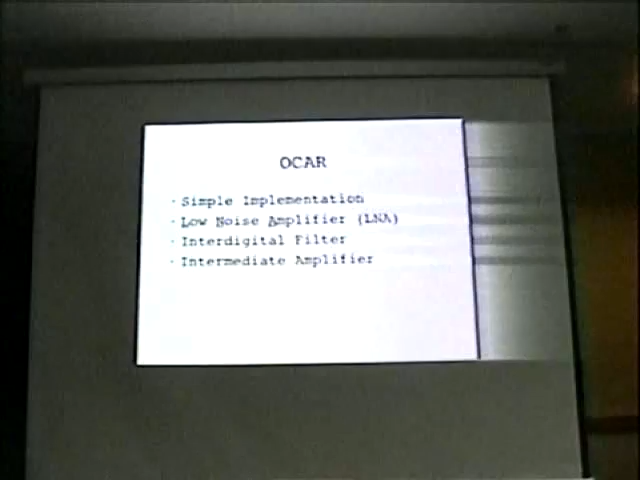 OCAR
· Simple Implementation
· Low Noise Amplifier (LNA)
· Interdigital Filter
· Intermediate Amplifier